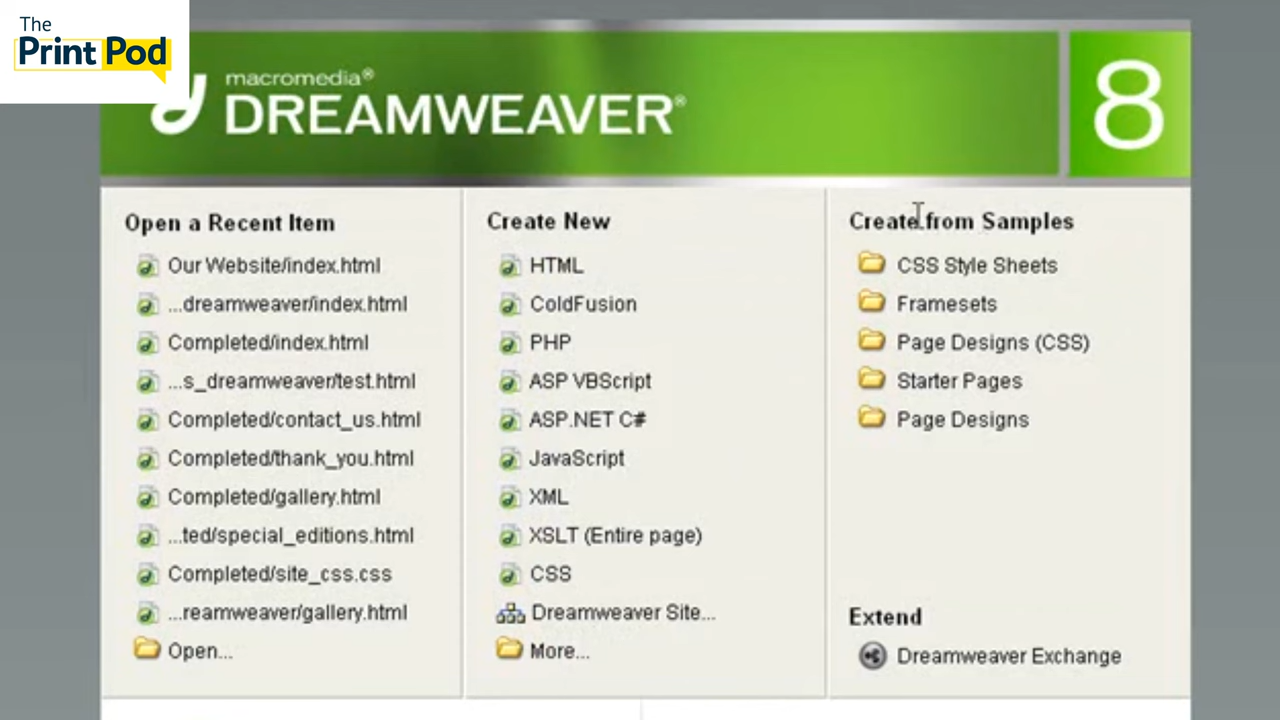 The
Print Pod
macromedia®
DREAMWEAVER®
8
Open a Recent Item
Our Website/index.html
...dreamweaver/index.html
Completed/index.html
...s_dreamweaver/test.html
Completed/contact_us.html
Completed/thank_you.html
Completed/gallery.html
...ted/special_editions.html
Completed/site_css.css
...reamweaver/gallery.html
Open...
Create New
HTML
ColdFusion
PHP
ASP VBScript
ASP.NET C#
JavaScript
XML
XSLT (Entire page)
CSS
Dreamweaver Site...
More...
Create from Samples
CSS Style Sheets
Framesets
Page Designs (CSS)
Starter Pages
Page Designs
Extend
Dreamweaver Exchange